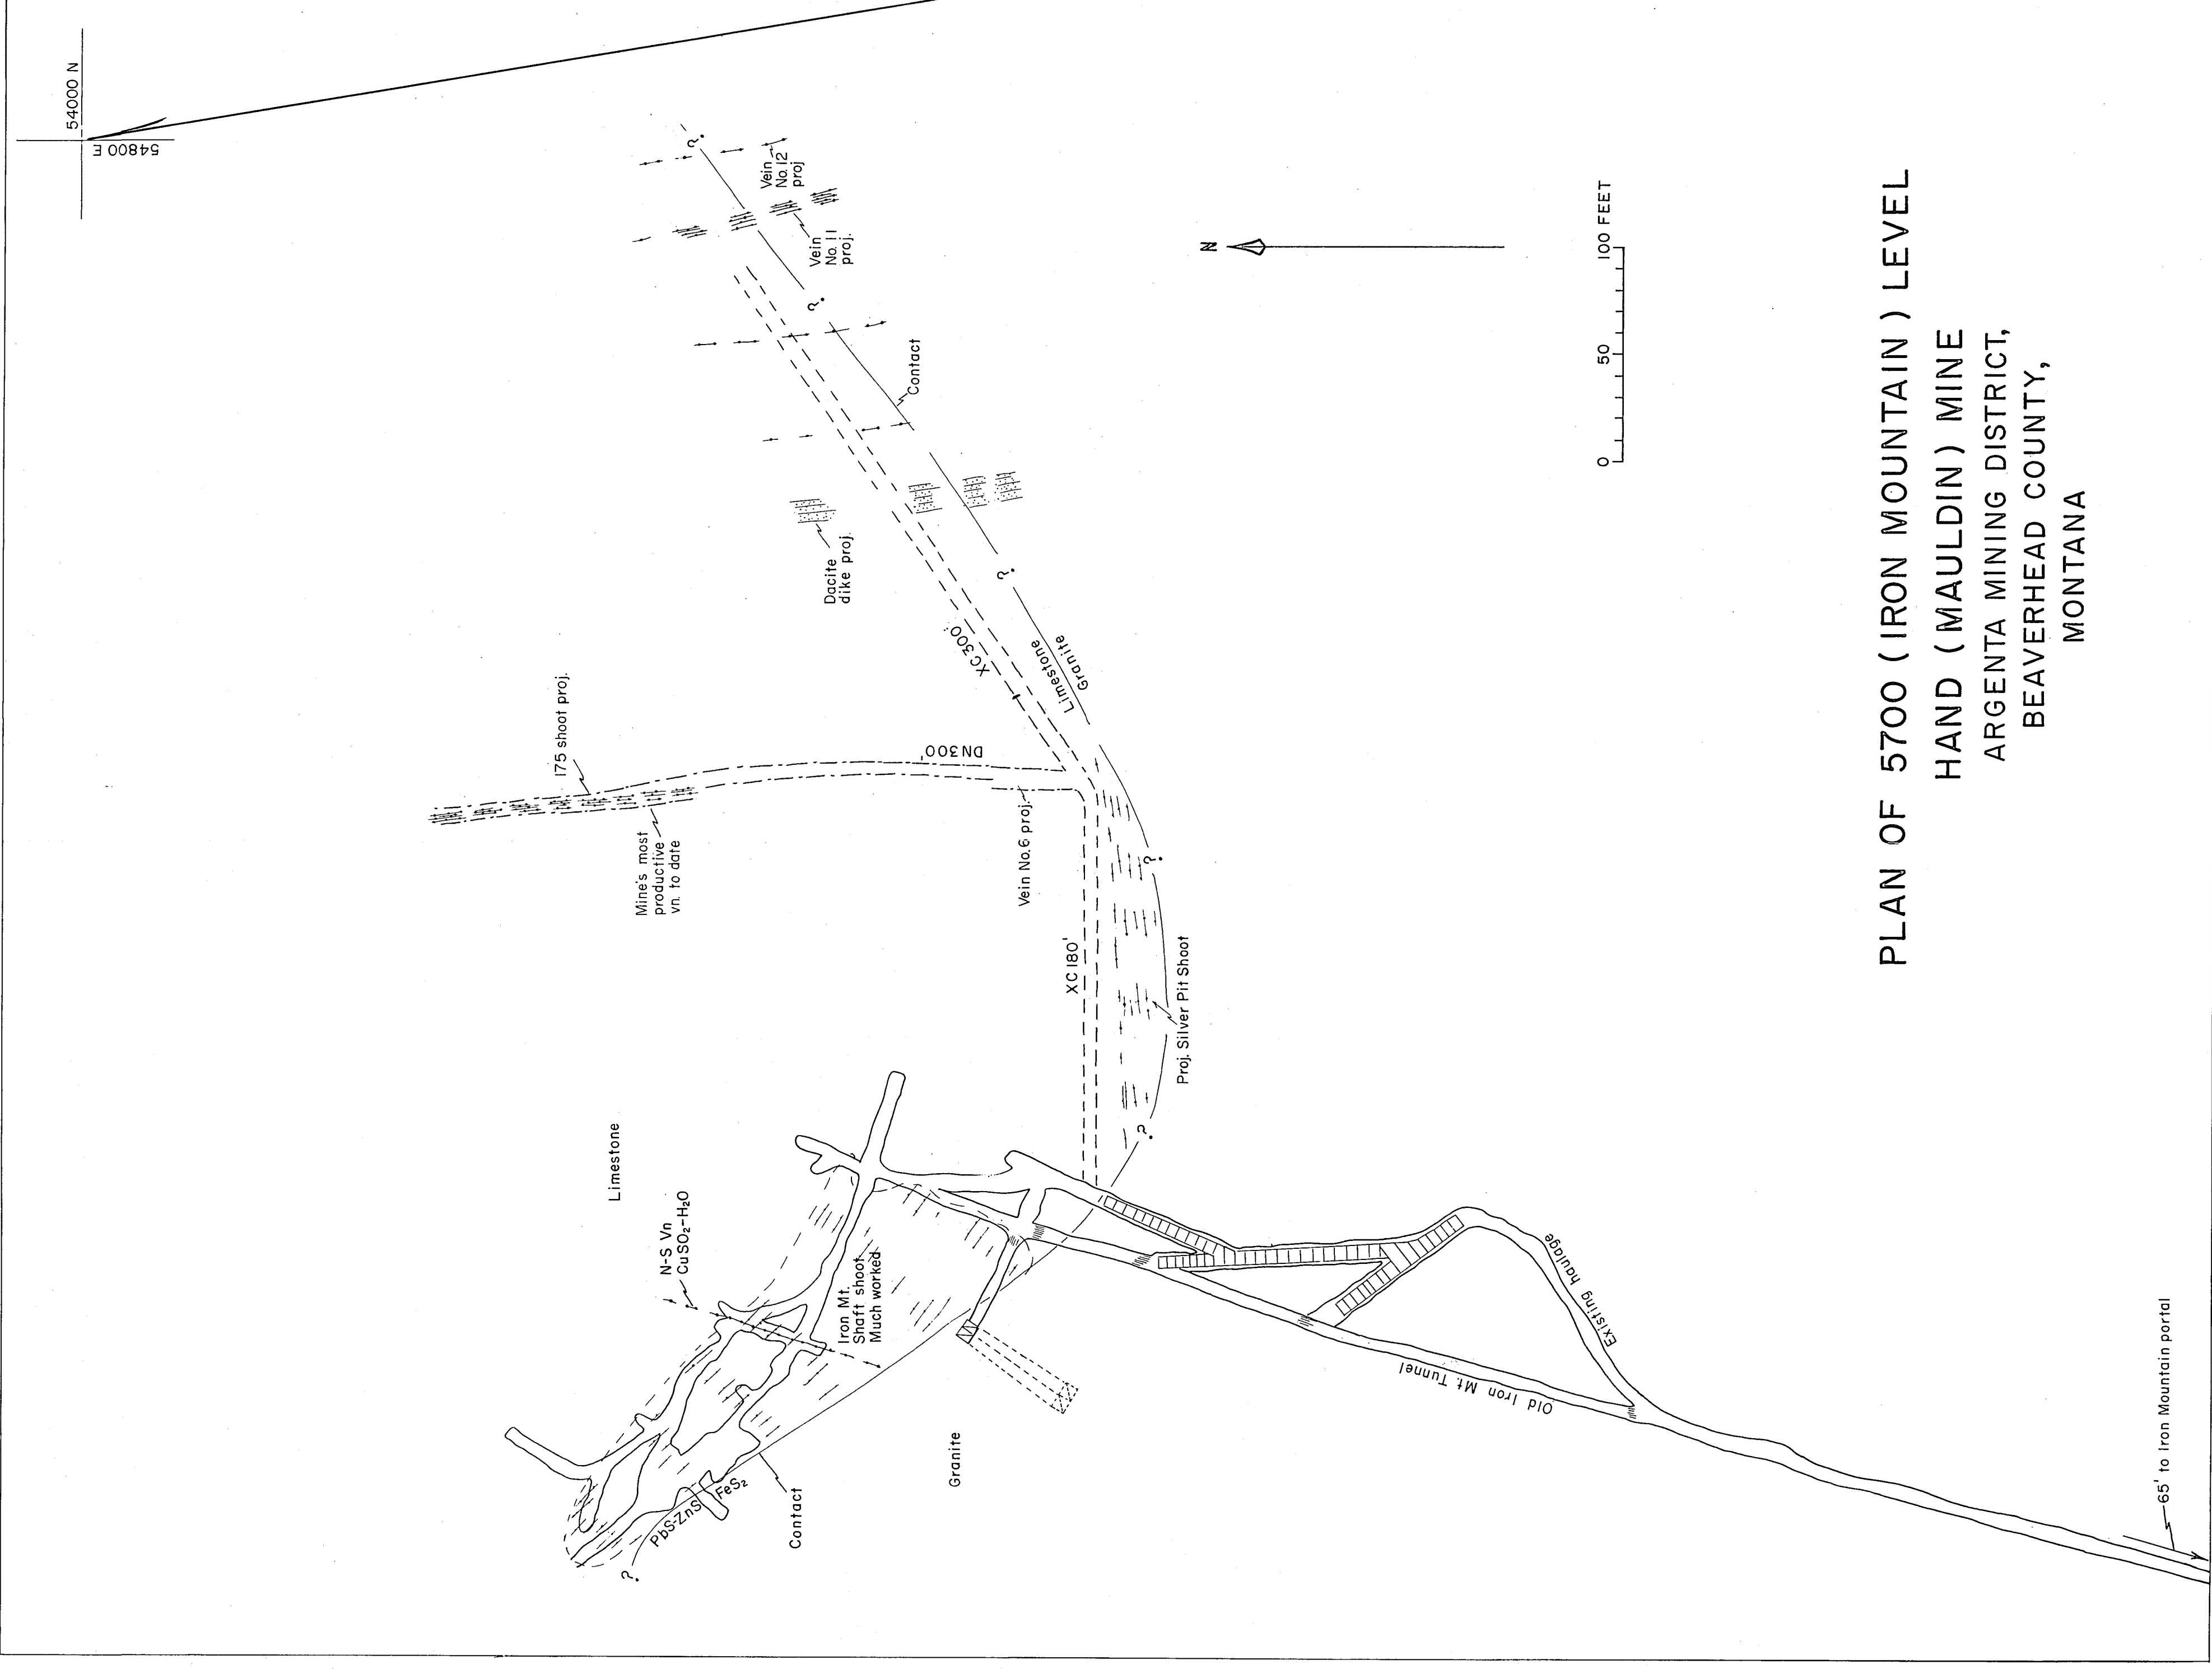 54000 N
54800 E
Vein
No. 12
proj
Vein
No. 11
proj.
?
?
Contact
Dacite
dike proj.
?
XC 300'
Limestone
Granite
175 shoot proj.
DN300'
Mine's most
productive
vn. to date
Vein No. 6 proj.
?
XC 180'
Proj. Silver Pit Shoot
?
Limestone
N-S Vn
CuSO2-H2O
Iron Mt.
Shaft shoot
Much worked
PbS-ZnS
FeS2
?
Contact
Granite
Old Iron Mt. Tunnel
Existing haulage
65' to Iron Mountain portal
N
0 50 100 FEET
PLAN OF 5700 (IRON MOUNTAIN) LEVEL
HAND (MAULDIN) MINE
ARGENTA MINING DISTRICT,
BEAVERHEAD COUNTY,
MONTANA